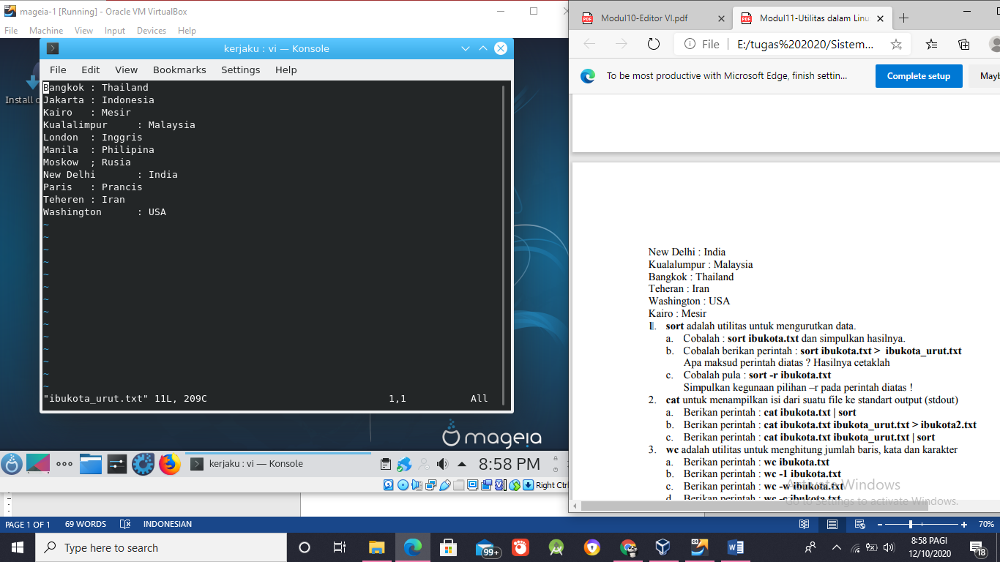 mageia-1 [Running] - Oracle VM VirtualBox
File Machine View Input Devices Help
Install
kerjaku : vi — Konsole
File Edit View Bookmarks Settings Help
Bangkok : Thailand
Jakarta : Indonesia
Kairo : Mesir
Kualalimpur : Malaysia
London : Inggris
Manila : Philipina
Moskow ; Rusia
New Delhi : India
Paris : Prancis
Teheren : Iran
Washington : USA
~
~
~
~
~
~
~
~
~
~
~
~
~
~
"ibukota_urut.txt" 11L, 209C 1,1 All
mageia
kerjaku : vi — Konsole
8:58 PM
Right Ctrl
Modul10-Editor VI.pdf
Modul11-Utilitas dalam Linu
File E:/tugas%202020/Sistem...
To be most productive with Microsoft Edge, finish settin...
Complete setup
Mayb
New Delhi : India
Kualalumpur : Malaysia
Bangkok : Thailand
Teheran : Iran
Washington : USA
Kairo : Mesir
1. sort adalah utilitas untuk mengurutkan data.
a. Cobalah : sort ibukota.txt dan simpulkan hasilnya.
b. Cobalah berikan perintah : sort ibukota.txt > ibukota_urut.txt
Apa maksud perintah diatas ? Hasilnya cetaklah
c. Cobalah pula : sort -r ibukota.txt
Simpulkan kegunaan pilihan –r pada perintah diatas !
2. cat untuk menampilkan isi dari suatu file ke standart output (stdout)
a. Berikan perintah : cat ibukota.txt | sort
b. Berikan perintah : cat ibukota.txt ibukota_urut.txt > ibukota2.txt
c. Berikan perintah : cat ibukota.txt ibukota_urut.txt | sort
3. wc adalah utilitas untuk menghitung jumlah baris, kata dan karakter
a. Berikan perintah : wc ibukota.txt
b. Berikan perintah : wc -1 ibukota.txt
c. Berikan perintah : wc -w ibukota.txt
d. Berikan perintah : wc -c ibukota.txt
Activate Windows
Go to Settings to activate Windows.
PAGE 1 OF 1 69 WORDS INDONESIAN 70%
Type here to search
99+
8:58 PAGI
12/10/2020
18